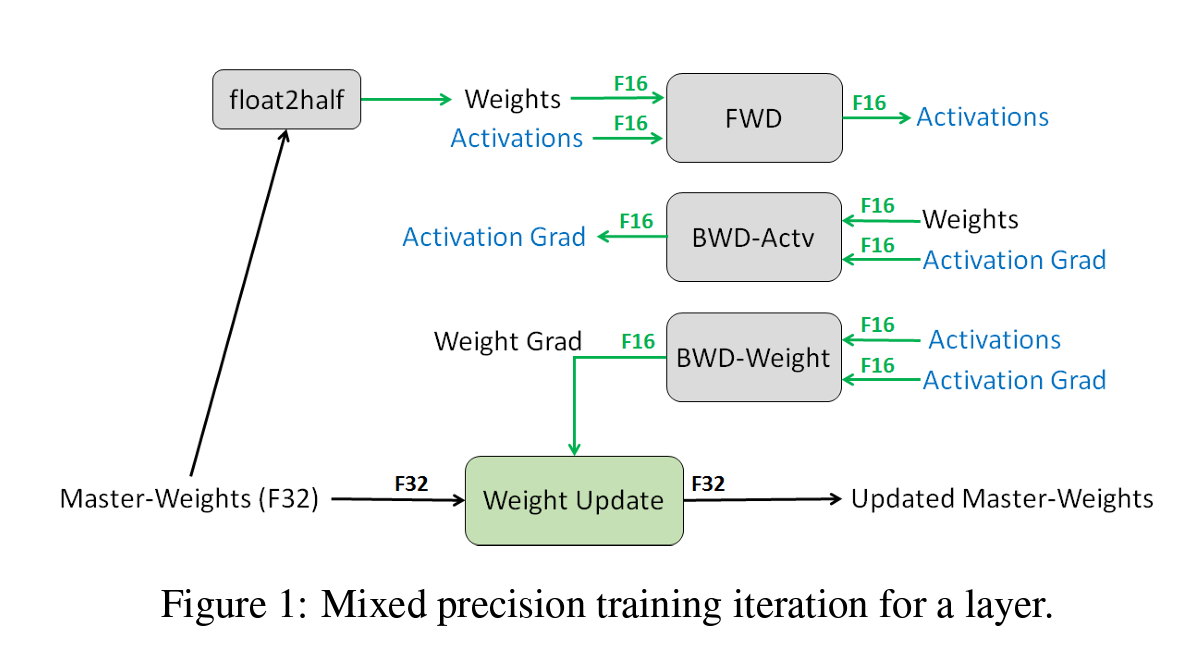 float2half
Weights
F16
FWD
F16
Activations
Activations
F16
Activation Grad
F16
BWD-Actv
F16
Weights
F16
Activation Grad
Weight Grad
F16
BWD-Weight
F16
Activations
F16
Activation Grad
Master-Weights (F32)
F32
Weight Update
F32
Updated Master-Weights
Figure 1: Mixed precision training iteration for a layer.